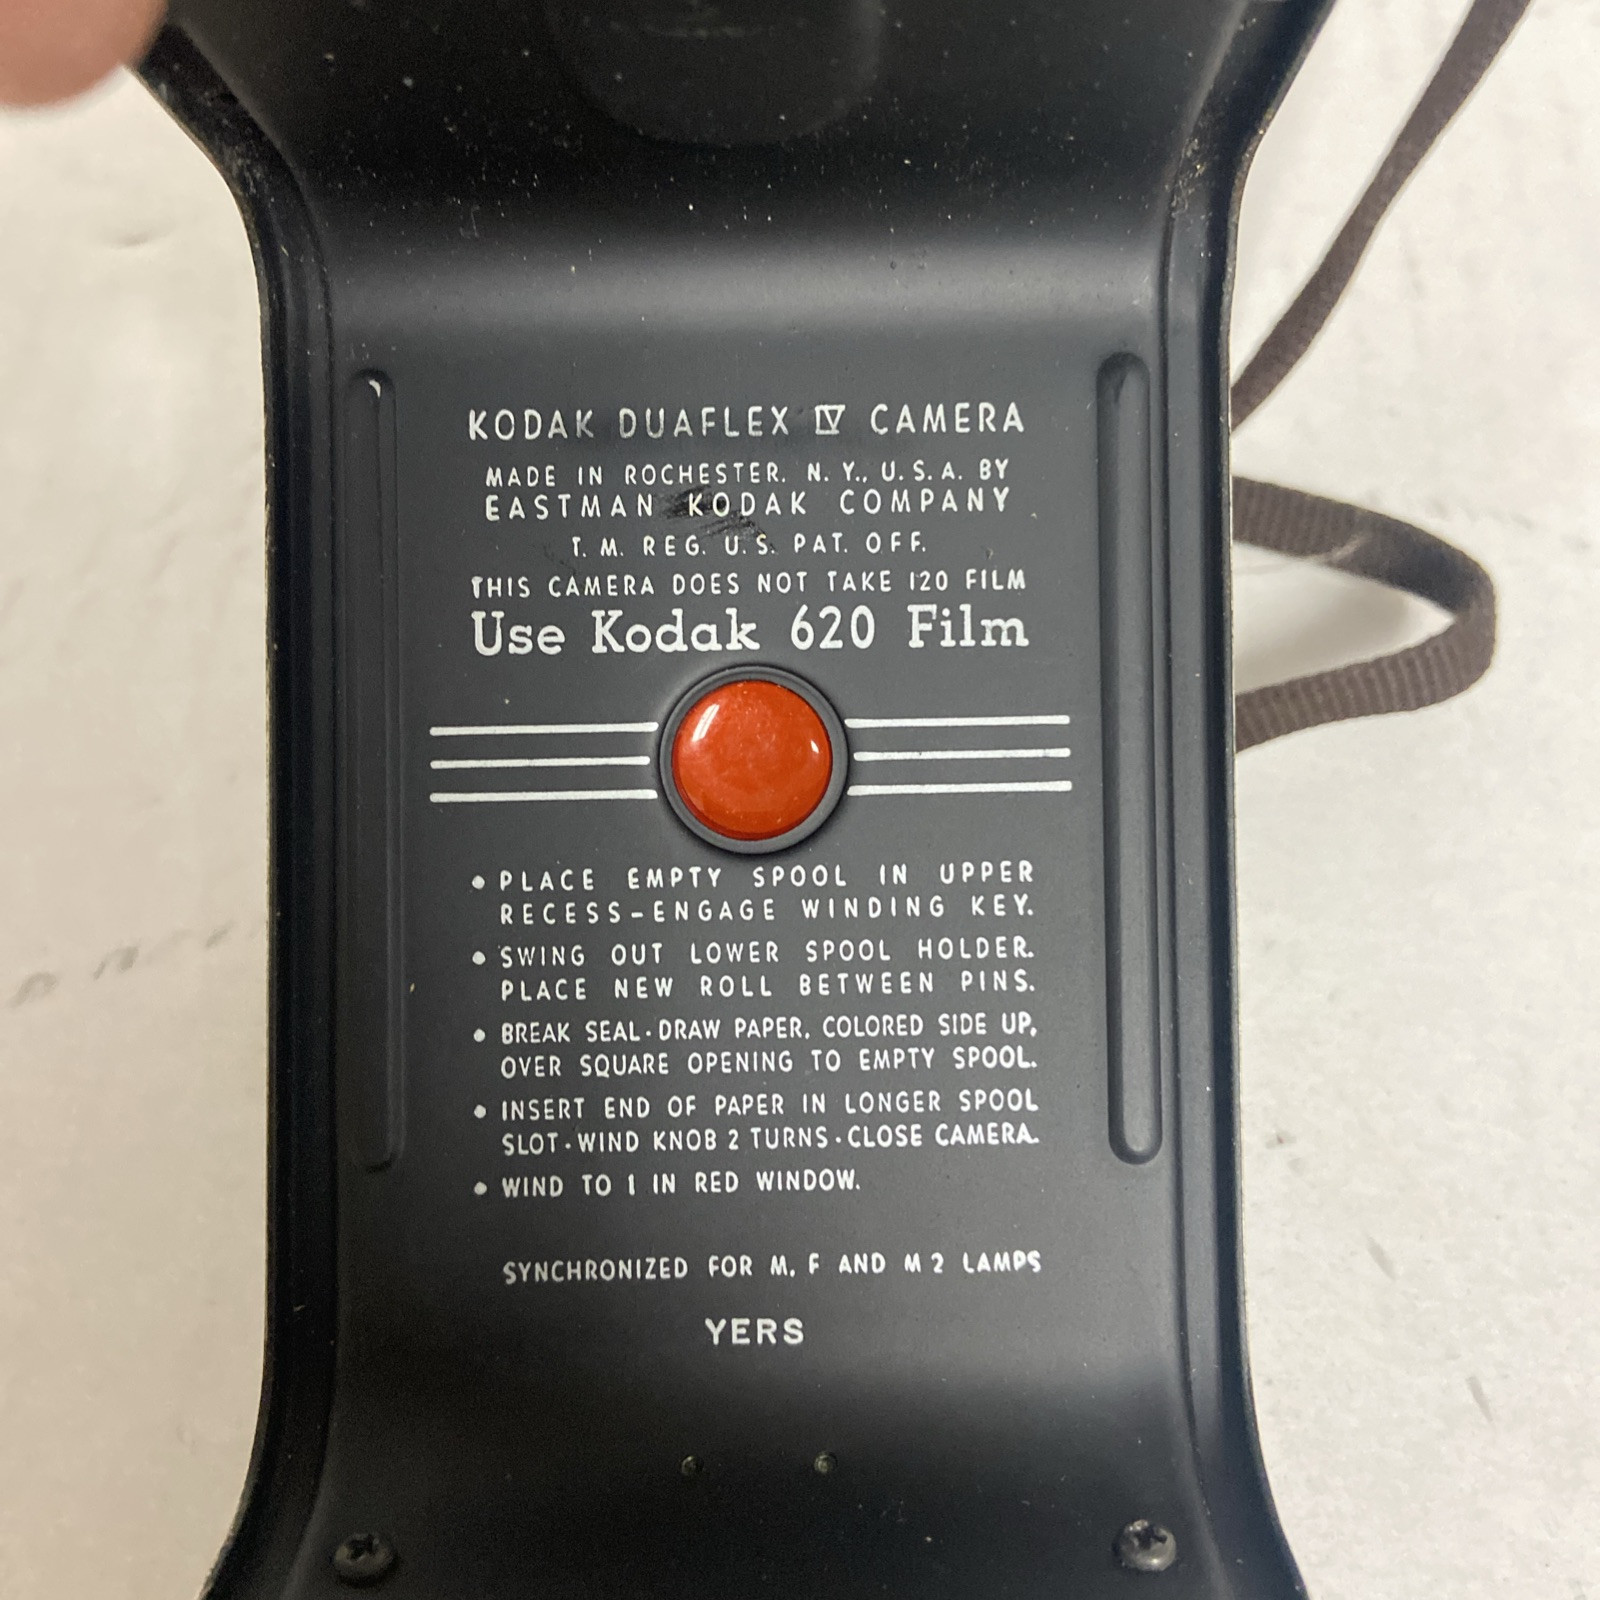 KODAK DUAFLEX IV CAMERA
MADE IN ROCHESTER, N. Y., U. S. A. BY
EASTMAN KODAK COMPANY
T. M. REG. U. S. PAT. OFF.
THIS CAMERA DOES NOT TAKE 120 FILM
Use Kodak 620 Film
• PLACE EMPTY SPOOL IN UPPER
RECESS-ENGAGE WINDING KEY.
• SWING OUT LOWER SPOOL HOLDER.
PLACE NEW ROLL BETWEEN PINS.
• BREAK SEAL·DRAW PAPER, COLORED SIDE UP,
OVER SQUARE OPENING TO EMPTY SPOOL.
• INSERT END OF PAPER IN LONGER SPOOL
SLOT·WIND KNOB 2 TURNS·CLOSE CAMERA.
• WIND TO 1 IN RED WINDOW.
SYNCHRONIZED FOR M, F AND M 2 LAMPS
YERS